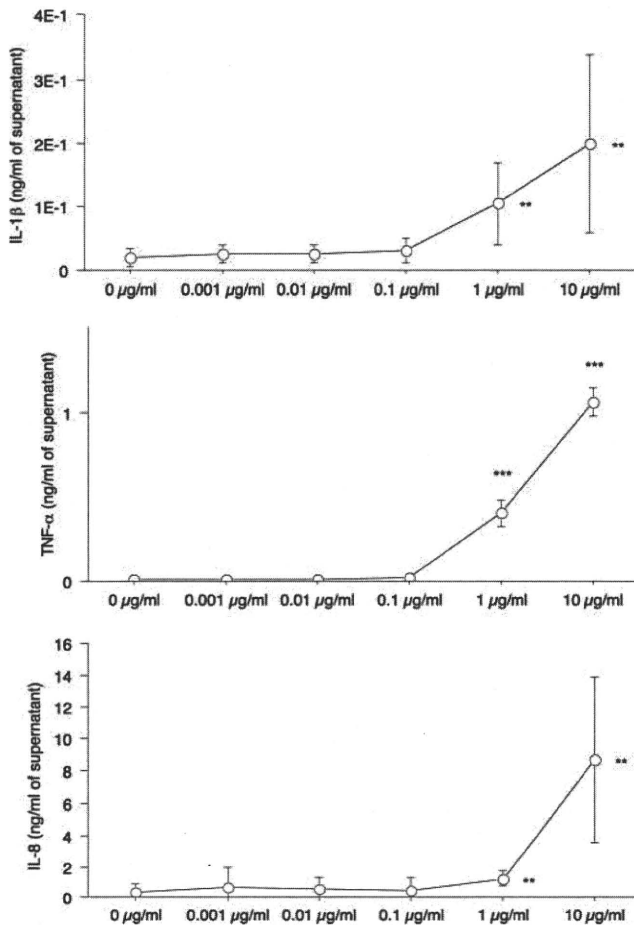 4E-1
3E-1
2E-1
1E-1
0
IL-1β (ng/ml of supernatant)
**
**
0 µg/ml 0.001 µg/ml 0.01 µg/ml 0.1 µg/ml 1 µg/ml 10 µg/ml
1
0
TNF-α (ng/ml of supernatant)
***
***
0 µg/ml 0.001 µg/ml 0.01 µg/ml 0.1 µg/ml 1 µg/ml 10 µg/ml
16
14
12
10
8
6
4
2
0
IL-8 (ng/ml of supernatant)
**
**
0 µg/ml 0.001 µg/ml 0.01 µg/ml 0.1 µg/ml 1 µg/ml 10 µg/ml